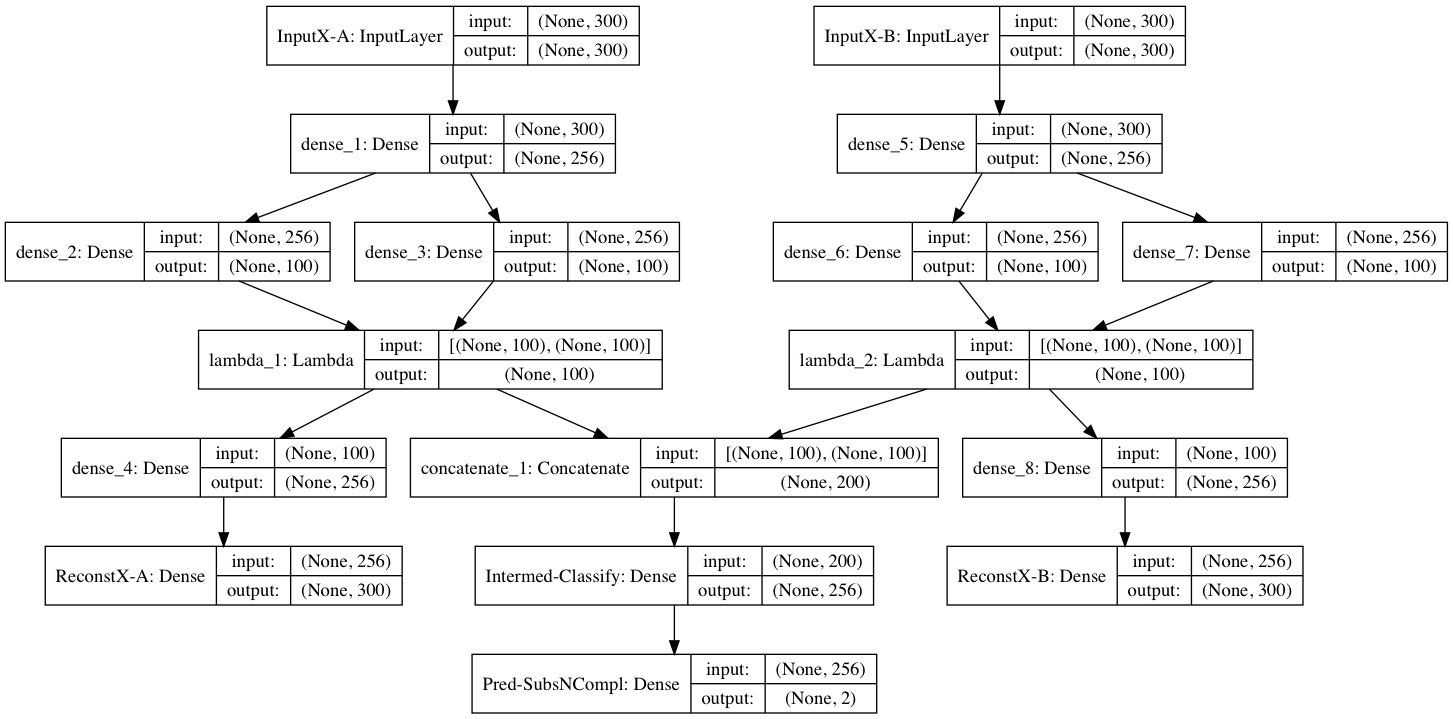 InputX-A: InputLayer input: (None, 300) output: (None, 300)
InputX-B: InputLayer input: (None, 300) output: (None, 300)
dense_1: Dense input: (None, 300) output: (None, 256)
dense_5: Dense input: (None, 300) output: (None, 256)
dense_2: Dense input: (None, 256) output: (None, 100)
dense_3: Dense input: (None, 256) output: (None, 100)
dense_6: Dense input: (None, 256) output: (None, 100)
dense_7: Dense input: (None, 256) output: (None, 100)
lambda_1: Lambda input: [(None, 100), (None, 100)] output: (None, 100)
lambda_2: Lambda input: [(None, 100), (None, 100)] output: (None, 100)
dense_4: Dense input: (None, 100) output: (None, 256)
concatenate_1: Concatenate input: [(None, 100), (None, 100)] output: (None, 200)
dense_8: Dense input: (None, 100) output: (None, 256)
ReconstX-A: Dense input: (None, 256) output: (None, 300)
Intermed-Classify: Dense input: (None, 200) output: (None, 256)
ReconstX-B: Dense input: (None, 256) output: (None, 300)
Pred-SubsNCompl: Dense input: (None, 256) output: (None, 2)